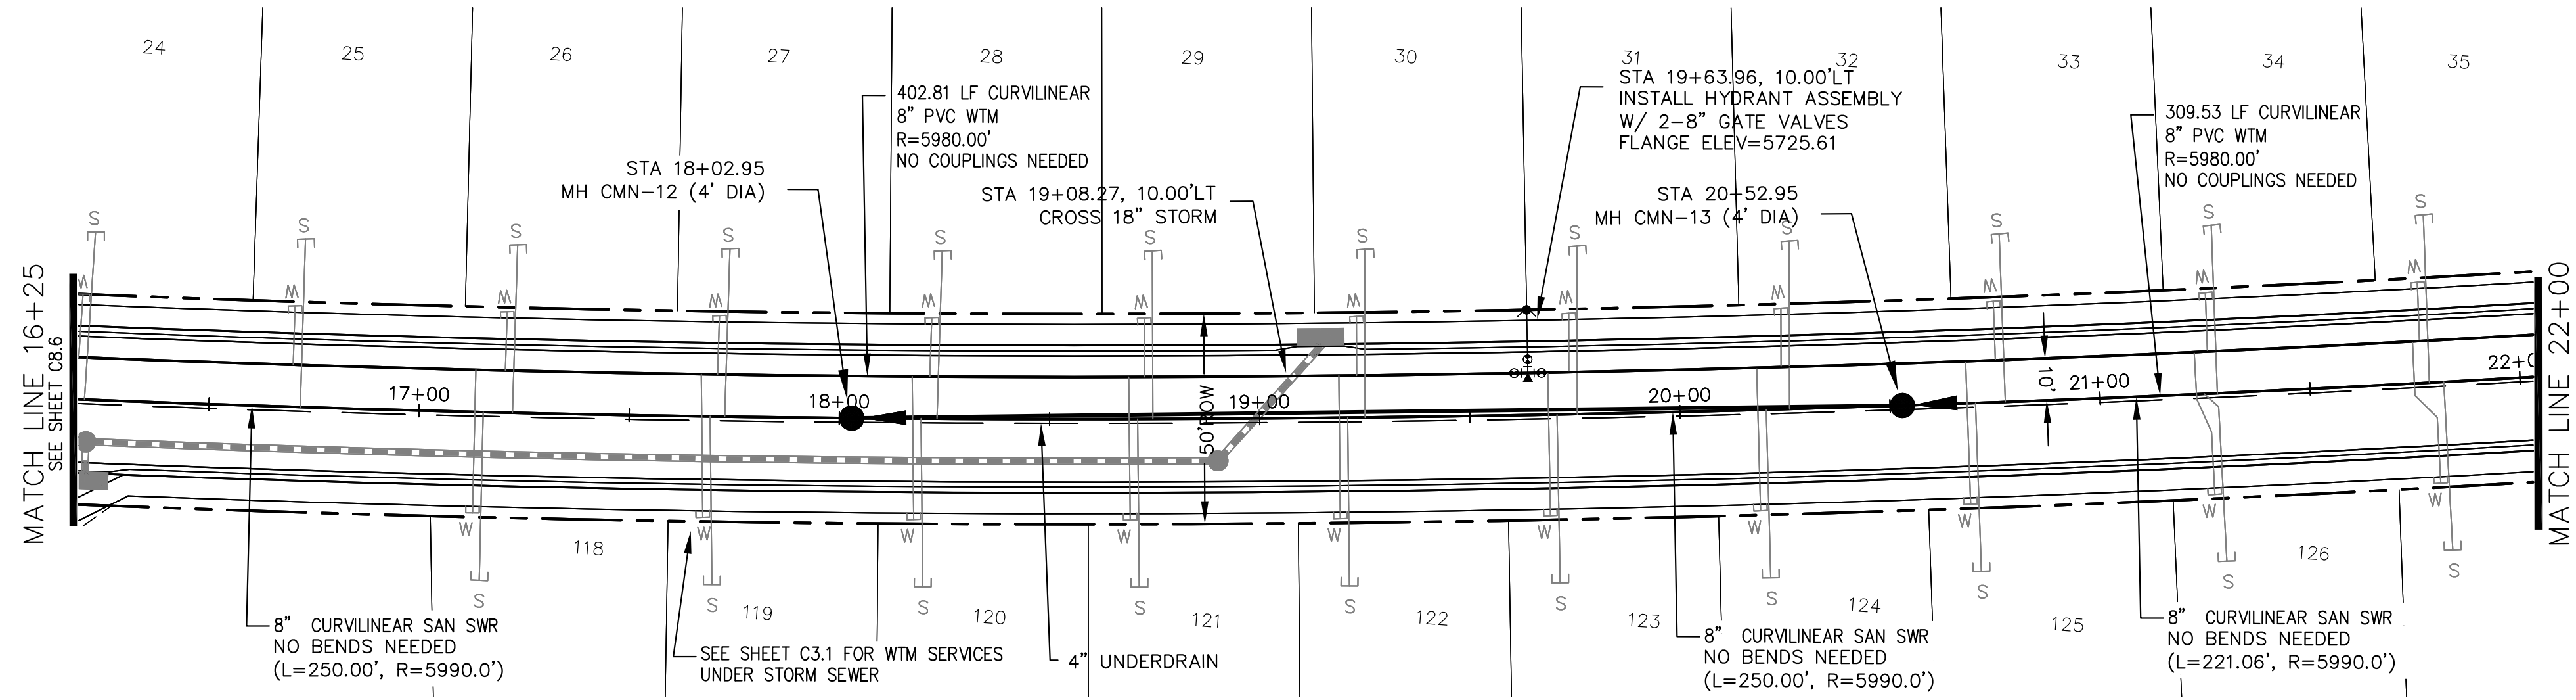 24
25
26
27
28
29
30
31
32
33
34
35
402.81 LF CURVILINEAR
8" PVC WTM
R=5980.00'
NO COUPLINGS NEEDED
STA 19+63.96, 10.00'LT
INSTALL HYDRANT ASSEMBLY
W/ 2-8" GATE VALVES
FLANGE ELEV=5725.61
309.53 LF CURVILINEAR
8" PVC WTM
R=5980.00'
NO COUPLINGS NEEDED
STA 18+02.95
MH CMN-12 (4' DIA)
STA 19+08.27, 10.00'LT
CROSS 18" STORM
STA 20+52.95
MH CMN-13 (4' DIA)
S
S
S
S
S
S
S
S
S
S
S
S
W
W
W
W
W
W
W
W
W
W
W
W
MATCH LINE 16+25
SEE SHEET C8.6
17+00
18+00
19+00
20+00
21+00
22+0
50'ROW
10'
MATCH LINE 22+00
W
W
W
W
W
W
W
W
W
W
S
S
S
S
S
S
S
S
S
S
118
119
120
121
122
123
124
125
126
8" CURVILINEAR SAN SWR
NO BENDS NEEDED
(L=250.00', R=5990.0')
SEE SHEET C3.1 FOR WTM SERVICES
UNDER STORM SEWER
4" UNDERDRAIN
8" CURVILINEAR SAN SWR
NO BENDS NEEDED
(L=250.00', R=5990.0')
8" CURVILINEAR SAN SWR
NO BENDS NEEDED
(L=221.06', R=5990.0')